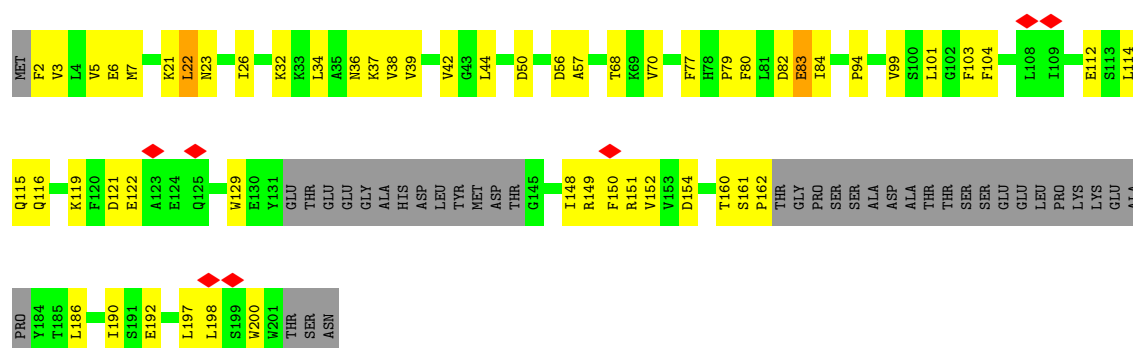 MET F2 V3 L4 V5 E6 M7 K21 L22 N23 I26 K32 K33 L34 A35 N36 K37 V38 V39 V42 G43 L44 D50 D56 A57 T68 K69 V70 F77 H78 P79 F80 L81 D82 E83 I84 P94 V99 S100 L101 G102 F103 F104 L108 I109 E112 S113 L114
Q115 Q116 K119 F120 D121 E122 A123 E124 Q125 W129 E130 Y131 GLU THR GLU GLU GLY ALA HIS ASP LEU TYR MET ASP THR G145 I148 R149 F150 R151 V152 V153 D154 T160 S161 P162 THR GLY PRO SER SER ALA ASP ALA THR THR SER SER GLU GLU LEU PRO LYS LYS GLU ALA
PRO Y184 T185 L186 I190 S191 E192 L197 L198 S199 W200 W201 THR SER ASN